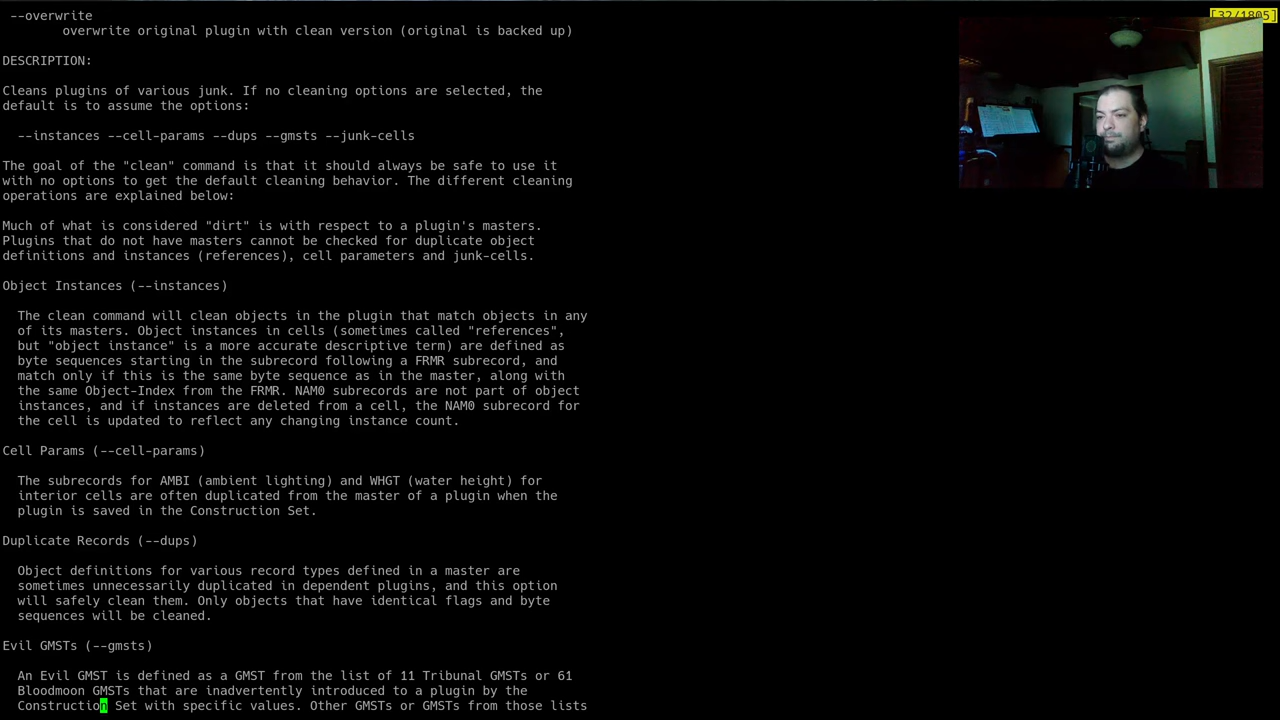 --overwrite
[32/1805]
overwrite original plugin with clean version (original is backed up)
DESCRIPTION:
Cleans plugins of various junk. If no cleaning options are selected, the
default is to assume the options:
--instances --cell-params --dups --gmsts --junk-cells
The goal of the "clean" command is that it should always be safe to use it
with no options to get the default cleaning behavior. The different cleaning
operations are explained below:
Much of what is considered "dirt" is with respect to a plugin's masters.
Plugins that do not have masters cannot be checked for duplicate object
definitions and instances (references), cell parameters and junk-cells.
Object Instances (--instances)
The clean command will clean objects in the plugin that match objects in any
of its masters. Object instances in cells (sometimes called "references",
but "object instance" is a more accurate descriptive term) are defined as
byte sequences starting in the subrecord following a FRMR subrecord, and
match only if this is the same byte sequence as in the master, along with
the same Object-Index from the FRMR. NAM0 subrecords are not part of object
instances, and if instances are deleted from a cell, the NAM0 subrecord for
the cell is updated to reflect any changing instance count.
Cell Params (--cell-params)
The subrecords for AMBI (ambient lighting) and WHGT (water height) for
interior cells are often duplicated from the master of a plugin when the
plugin is saved in the Construction Set.
Duplicate Records (--dups)
Object definitions for various record types defined in a master are
sometimes unnecessarily duplicated in dependent plugins, and this option
will safely clean them. Only objects that have identical flags and byte
sequences will be cleaned.
Evil GMSTs (--gmsts)
An Evil GMST is defined as a GMST from the list of 11 Tribunal GMSTs or 61
Bloodmoon GMSTs that are inadvertently introduced to a plugin by the
Construction Set with specific values. Other GMSTs or GMSTs from those lists